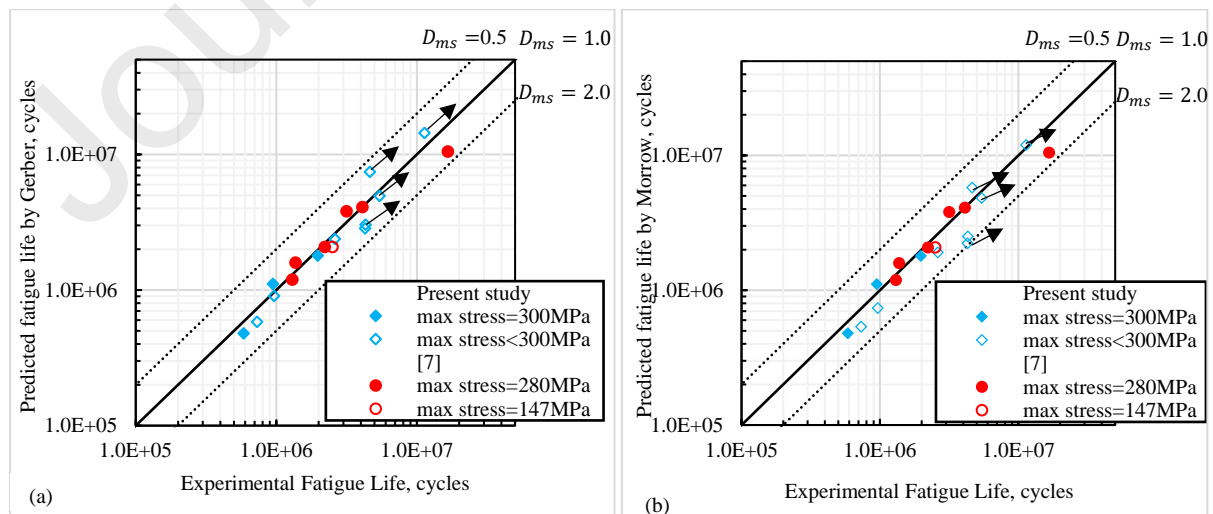 Jou
D_ms =0.5 D_ms = 1.0
D_ms = 2.0
Predicted fatigue life by Gerber, cycles
1.0E+07
1.0E+06
1.0E+05
1.0E+05 1.0E+06 1.0E+07
Experimental Fatigue Life, cycles
Present study
max stress=300MPa
max stress<300MPa
[7]
max stress=280MPa
max stress=147MPa
(a)
D_ms =0.5 D_ms = 1.0
D_ms = 2.0
Predicted fatigue life by Morrow, cycles
1.0E+07
1.0E+06
1.0E+05
1.0E+05 1.0E+06 1.0E+07
Experimental Fatigue Life, cycles
Present study
max stress=300MPa
max stress<300MPa
[7]
max stress=280MPa
max stress=147MPa
(b)